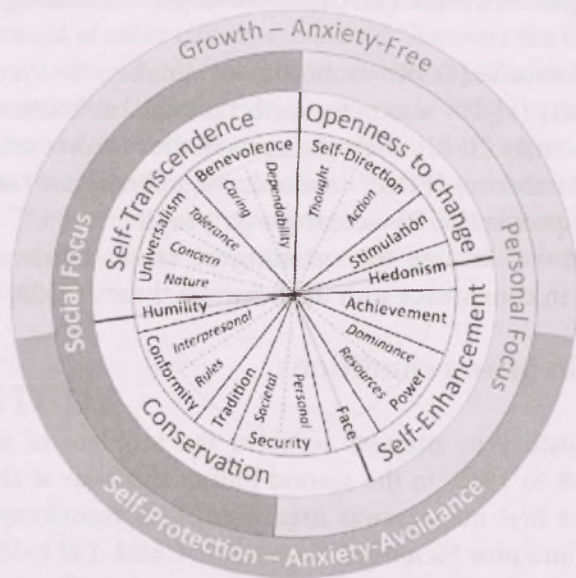 Growth - Anxiety-Free
Self-Transcendence
Openness to change
Benevolence
Self-Direction
Universalism
Caring
Dependability
Thought
Action
Tolerance
Stimulation
Concern
Hedonism
Nature
Humility
Achievement
Social Focus
Personal Focus
Interpresonal
Dominance
Conformity
Rules
Resources
Power
Tradition
Societal
Personal
Face
Security
Self-Enhancement
Conservation
Self-Protection – Anxiety-Avoidance